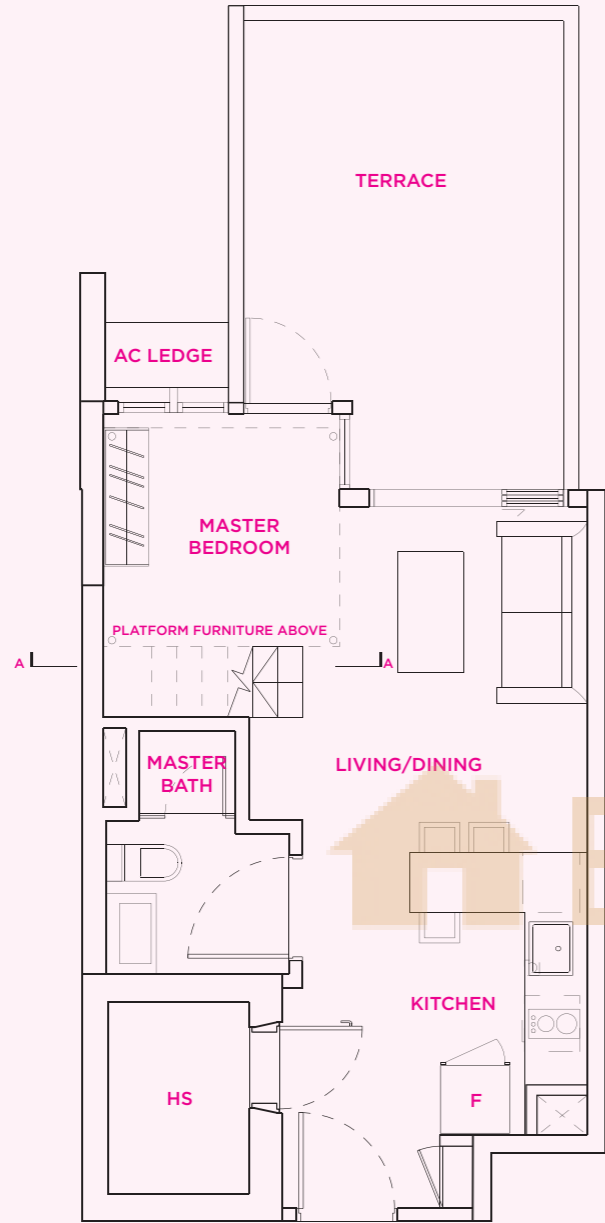 TERRACE
AC LEDGE
MASTER
BEDROOM
PLATFORM FURNITURE ABOVE
A
A
MASTER
BATH
LIVING/DINING
KITCHEN
HS
F